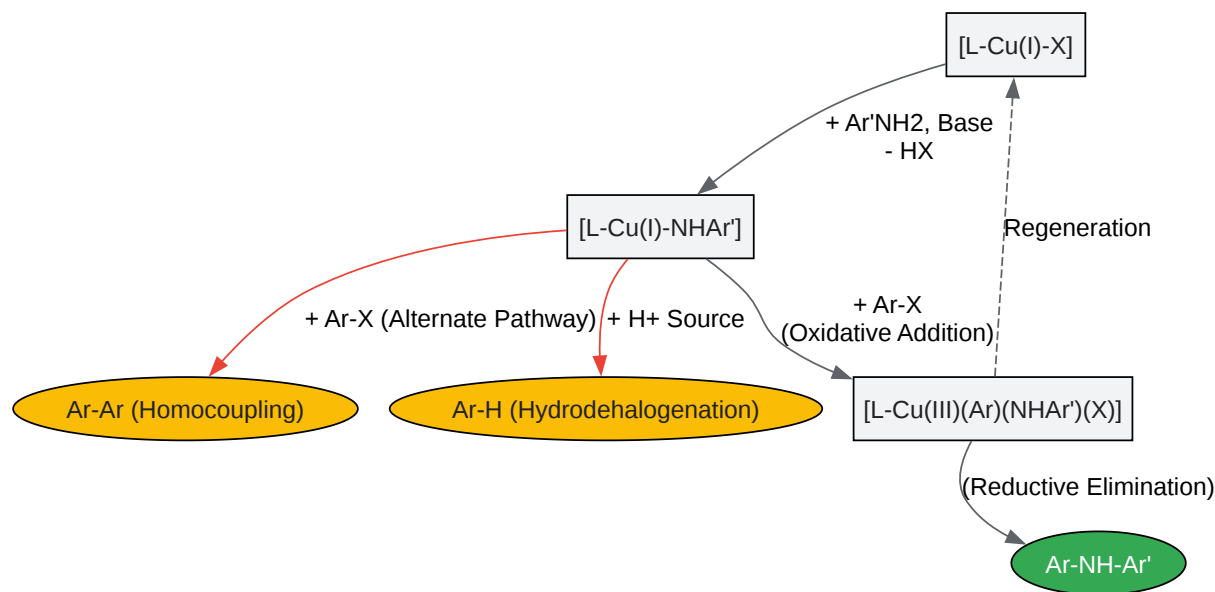 [L-Cu(I)-X]
+ Ar'NH2, Base
- HX
[L-Cu(I)-NHAr']
Regeneration
+ Ar-X (Alternate Pathway)
+ H+ Source
+ Ar-X
(Oxidative Addition)
Ar-Ar (Homocoupling)
Ar-H (Hydrodehalogenation)
[L-Cu(III)(Ar)(NHAr')(X)]
(Reductive Elimination)
Ar-NH-Ar'